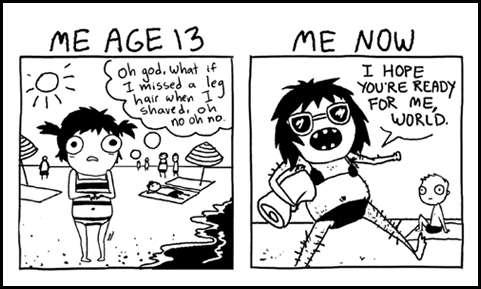 ME AGE 13
Oh god, what if
I missed a leg
hair when I
shaved, oh
no oh no.
ME NOW
I HOPE
YOU'RE READY
FOR ME,
WORLD.